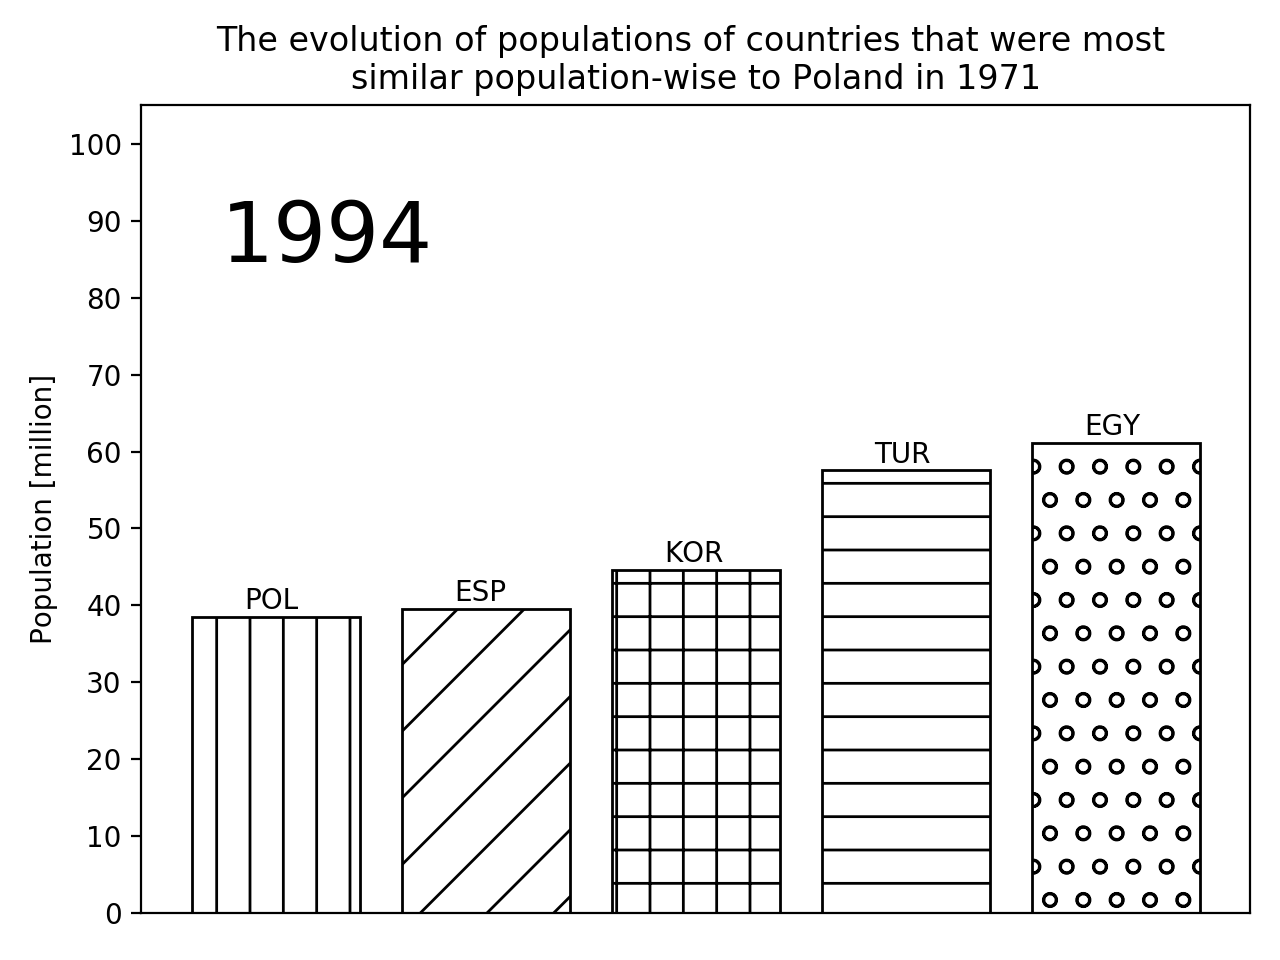 The evolution of populations of countries that were most
similar population-wise to Poland in 1971
1994
Population [million]
100
90
80
70
60
50
40
30
20
10
0
POL
ESP
KOR
TUR
EGY